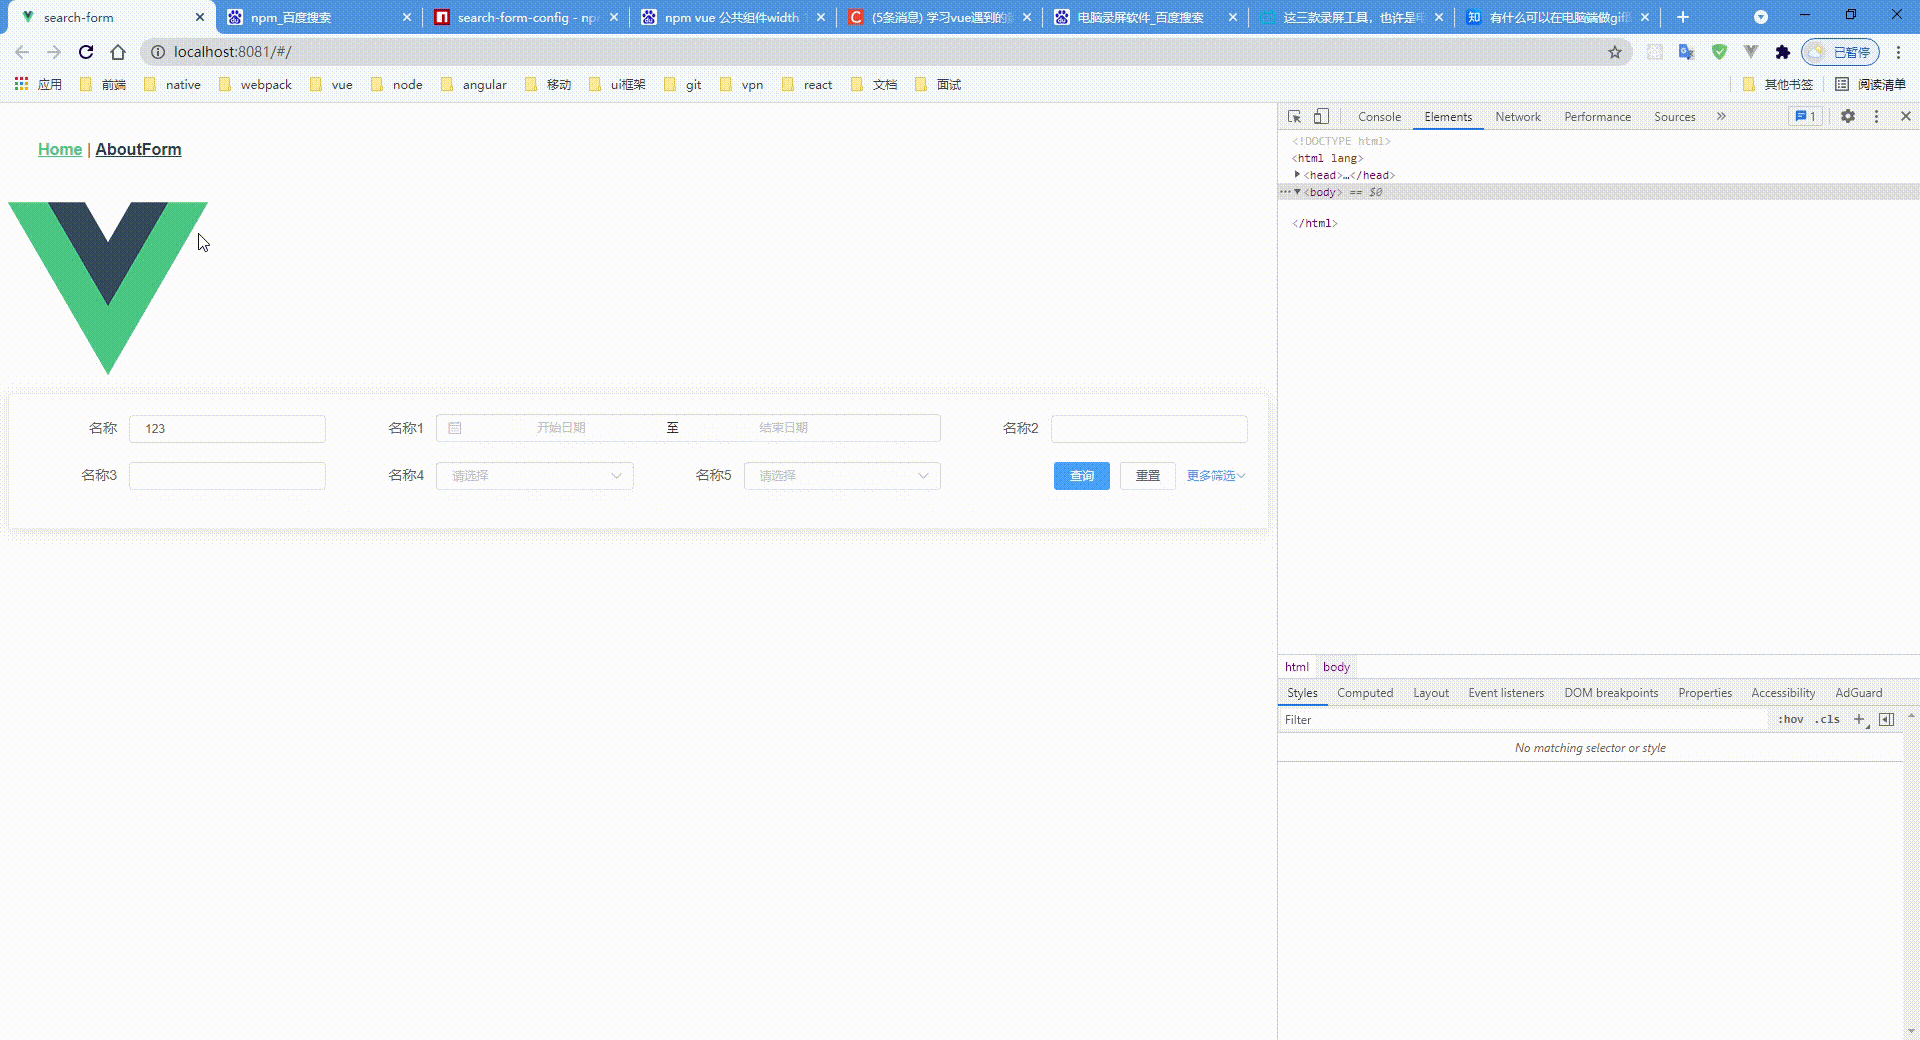 search-form
npm_百度搜索
search-form-config - npm
npm vue 公共组件width
(5条消息) 学习vue遇到的
电脑录屏软件_百度搜索
这三款录屏工具，也许是
有什么可以在电脑端做gif
localhost:8081/#/
已暂停
应用 前端 native webpack vue node angular 移动 ui框架 git vpn react 文档 面试 其他书签 阅读清单
Home | AboutForm
名称 123 名称1 开始日期 至 结束日期 名称2
名称3 名称4 请选择 名称5 请选择 查询 重置 更多筛选
Console Elements Network Performance Sources » 1
<!DOCTYPE html>
<html lang>
<head>…</head>
<body> == $0
</html>
html body
Styles Computed Layout Event listeners DOM breakpoints Properties Accessibility AdGuard
Filter :hov .cls +
No matching selector or style